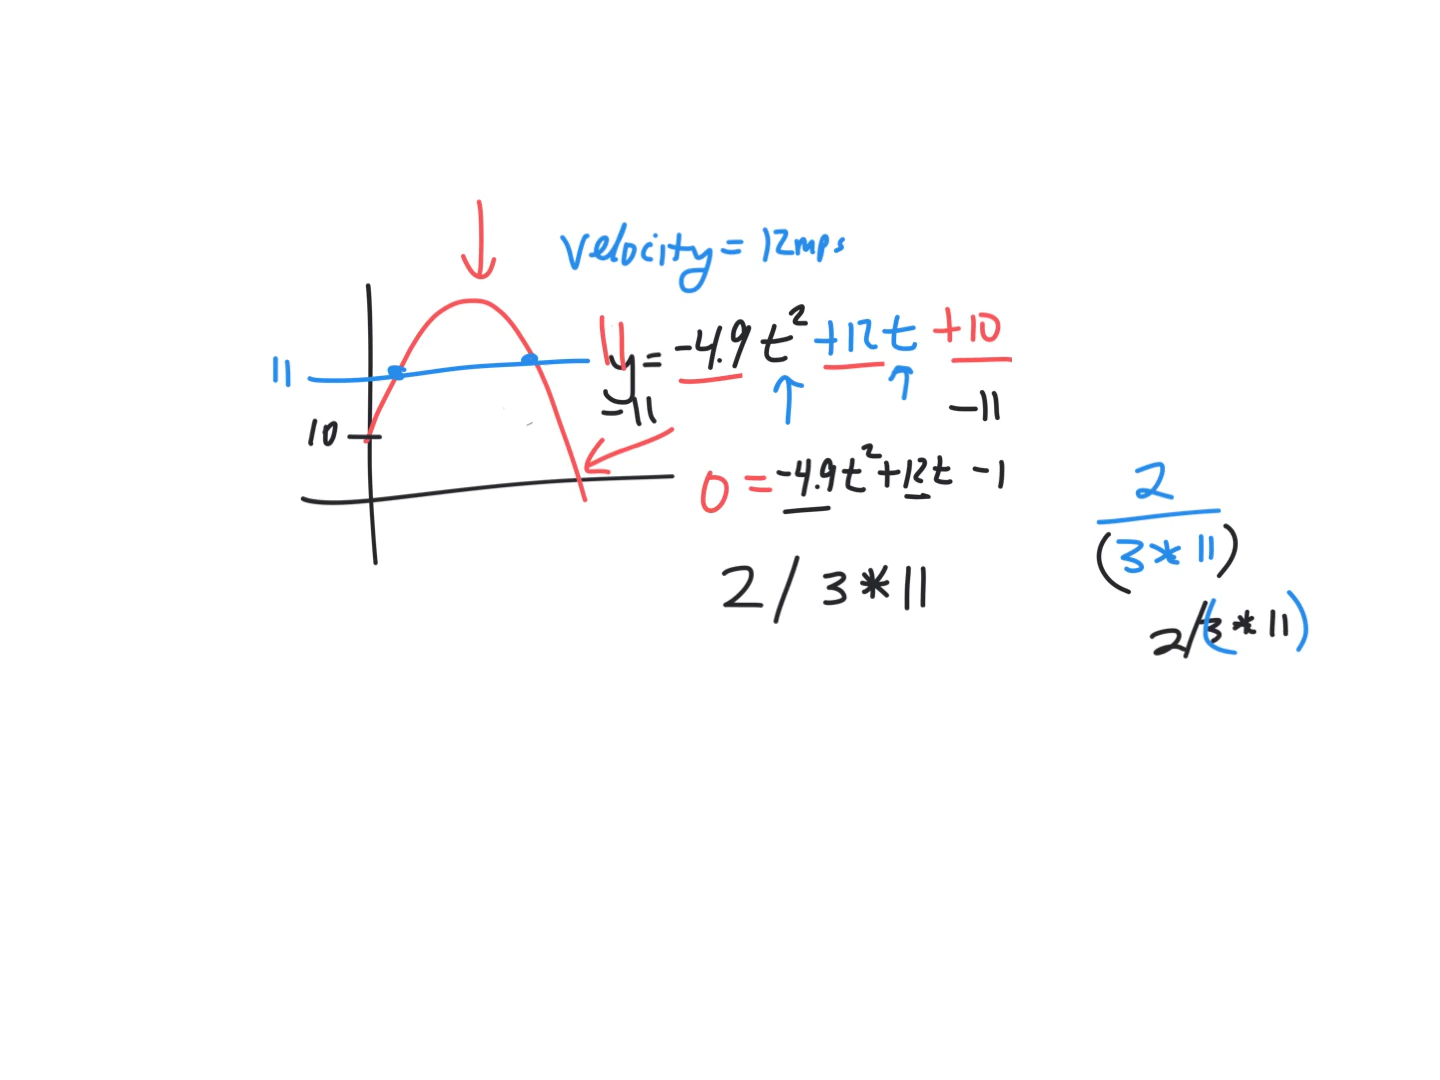 velocity = 12mps
11 y = -4.9t² +12t +10
11
-11 -11
10
0 = -4.9t² +12t -1
2
(3*11)
2/3*11
2/(3*11)